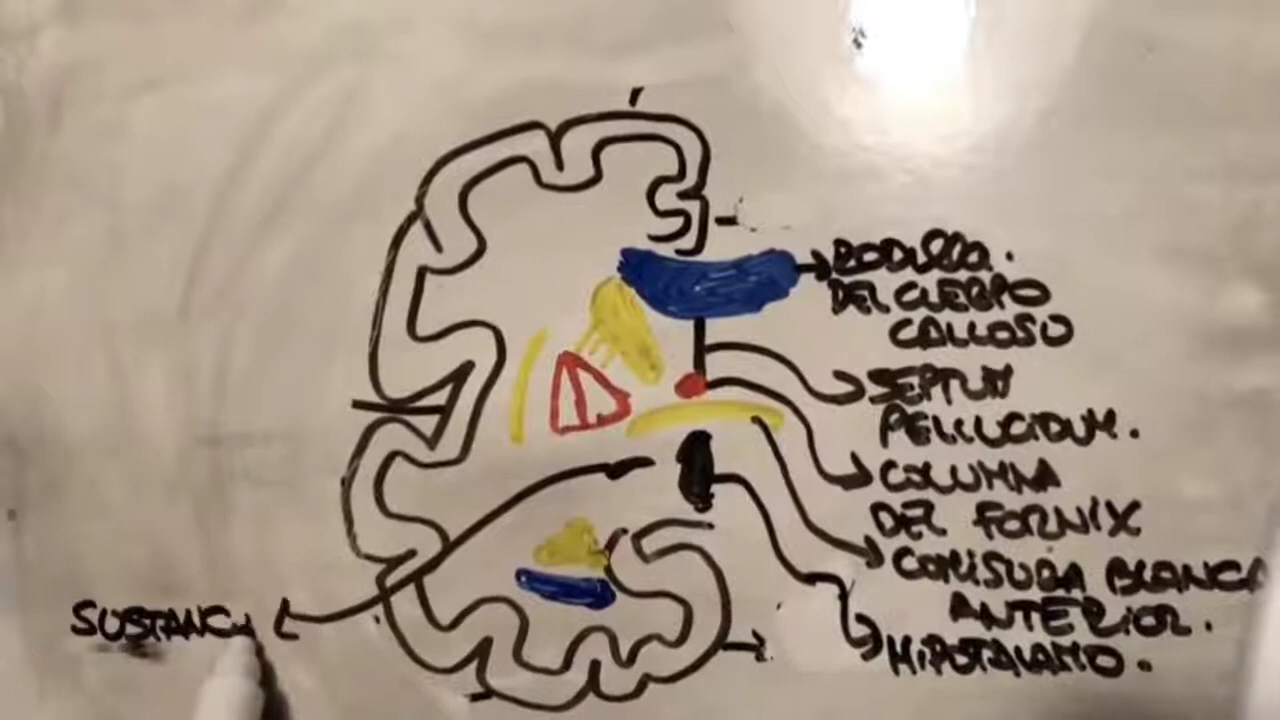 RODILLA.
DEL CUERPO
CALLOSO
SEPTUM
PELLUCIDUM.
COLUMNA
DEL FORNIX
COMISURA BLANCA
ANTERIOR.
HIPOTALAMO.
SUSTANCIA